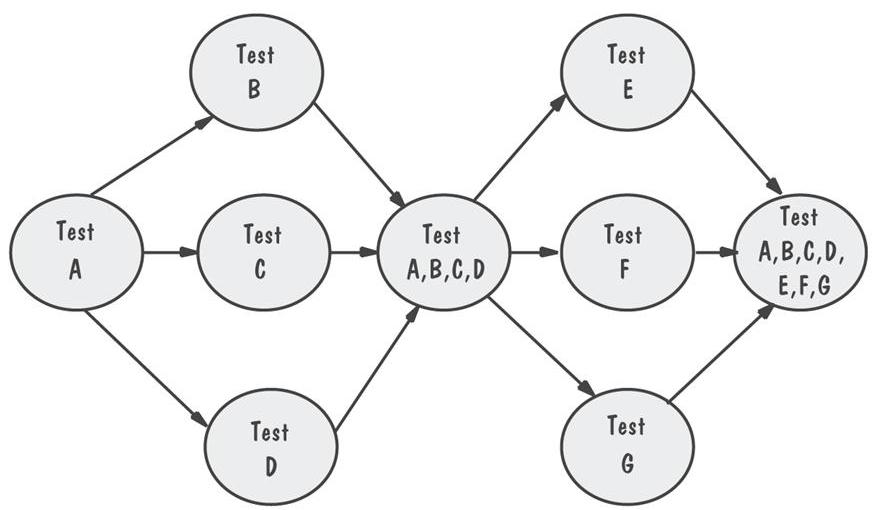 Test
A
Test
B
Test
C
Test
D
Test
A,B,C,D
Test
E
Test
F
Test
G
Test
A,B,C,D,
E,F,G